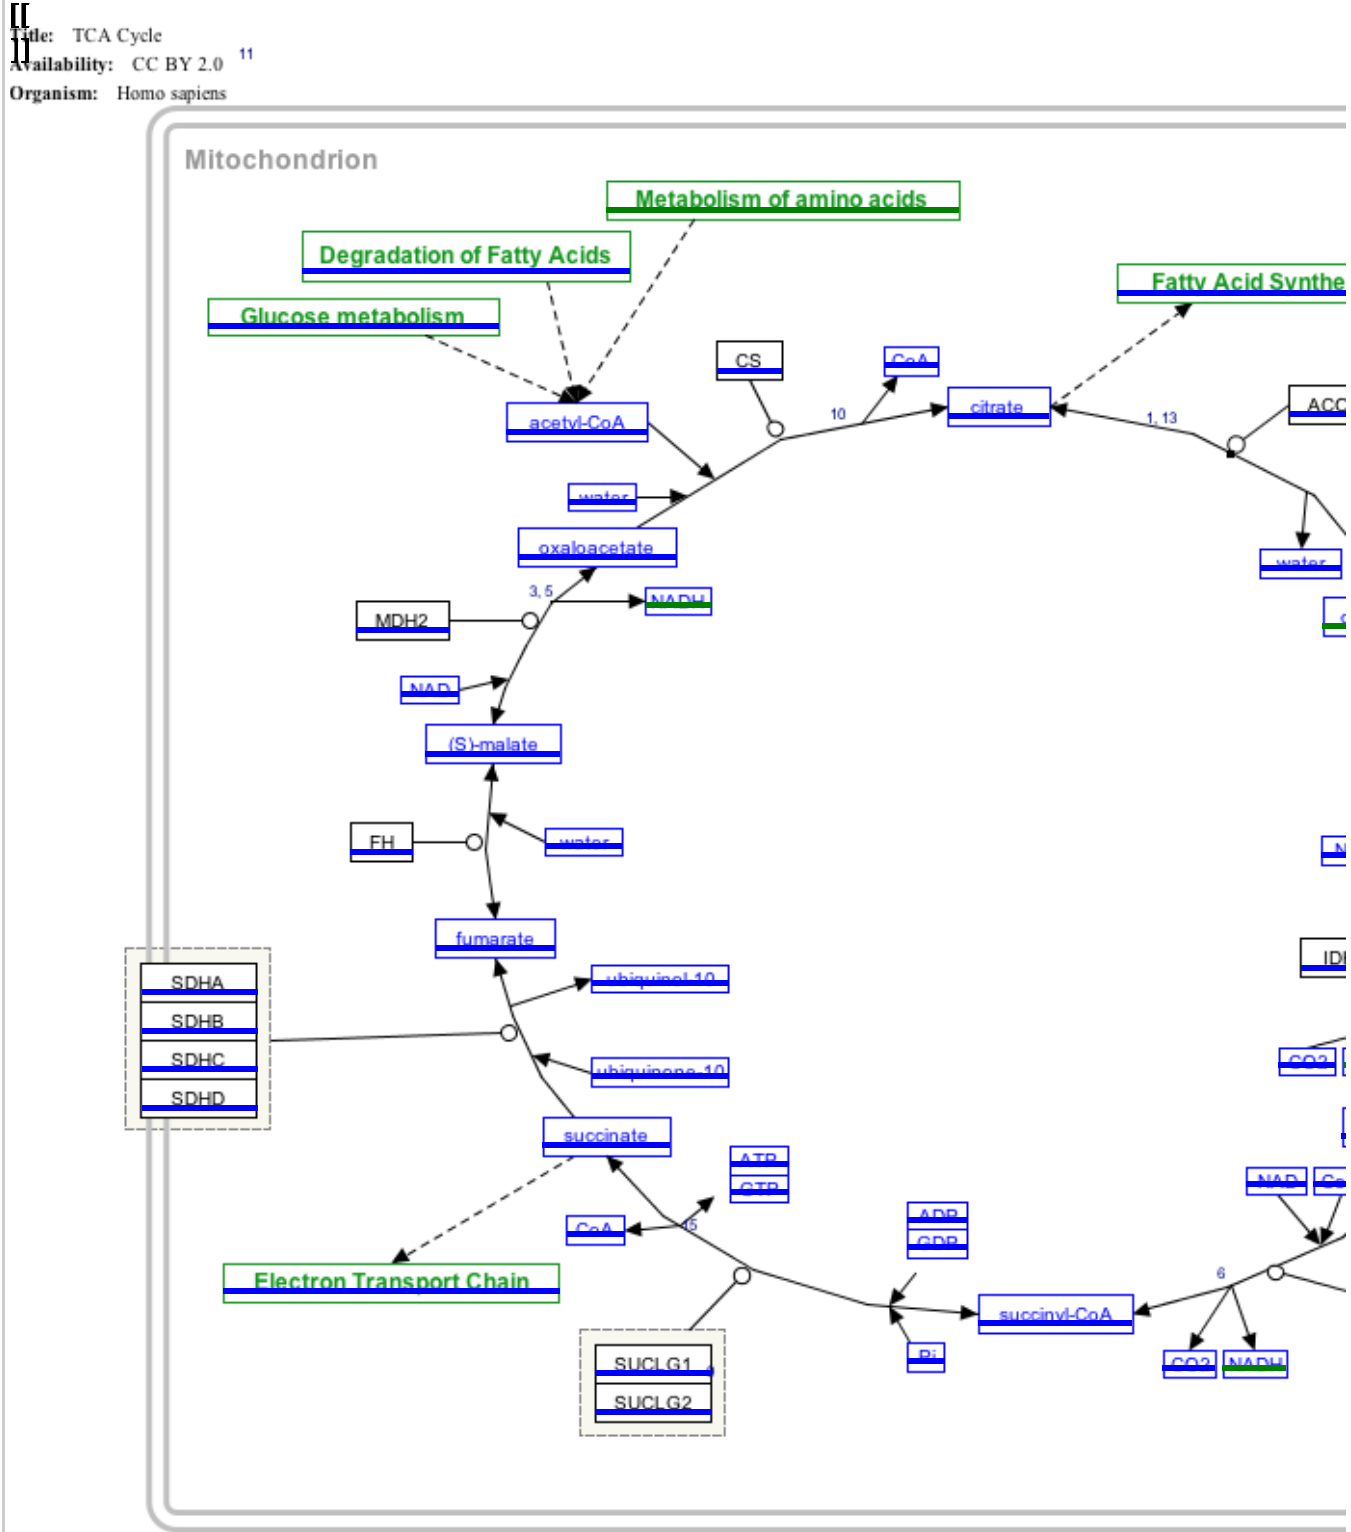 [[
Title: TCA Cycle
]]
Availability: CC BY 2.0 11
Organism: Homo sapiens
Mitochondrion
Metabolism of amino acids
Degradation of Fatty Acids
Fatty Acid Synthe
Glucose metabolism
CS
CoA
citrate
ACO
acetyl-CoA
10
1, 13
water
oxaloacetate
water
3, 5
NADH
MDH2
NAD
(S)-malate
FH
water
N
fumarate
SDHA
ubiquinol-10
SDHB
SDHC
ubiquinone-10
SDHD
CO2
succinate
ATP
GTP
NAD
Co
CoA
15
ADP
GDP
Electron Transport Chain
6
succinyl-CoA
SUCLG1
Pi
CO2
NADH
SUCLG2